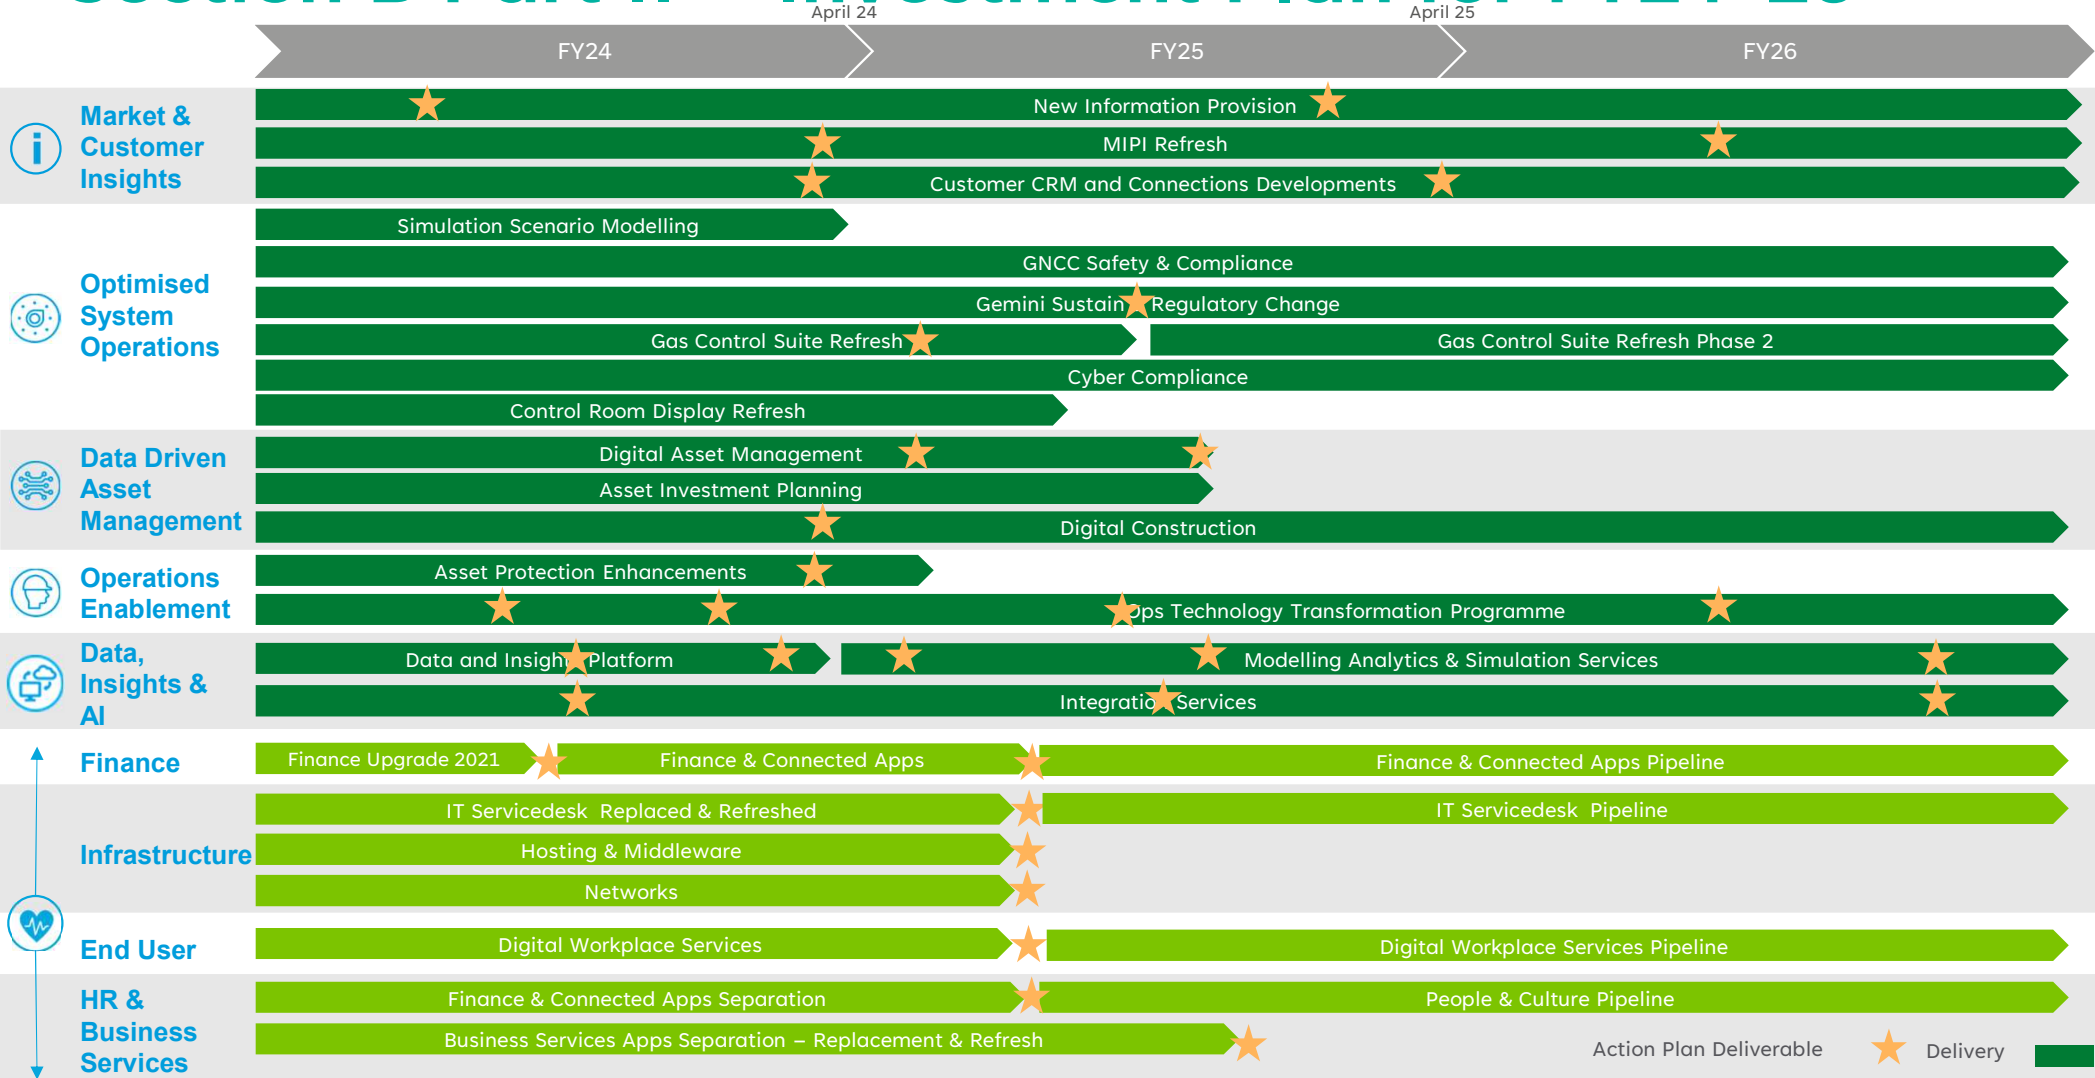 April 24
April 25
FY24
FY25
FY26
Market &
Customer
Insights
New Information Provision
MIPI Refresh
Customer CRM and Connections Developments
Optimised
System
Operations
Simulation Scenario Modelling
GNCC Safety & Compliance
Gemini Sustain Regulatory Change
Gas Control Suite Refresh
Gas Control Suite Refresh Phase 2
Cyber Compliance
Control Room Display Refresh
Data Driven
Asset
Management
Digital Asset Management
Asset Investment Planning
Digital Construction
Operations
Enablement
Asset Protection Enhancements
Ops Technology Transformation Programme
Data,
Insights &
AI
Data and Insight Platform
Modelling Analytics & Simulation Services
Integration Services
Finance
Finance Upgrade 2021
Finance & Connected Apps
Finance & Connected Apps Pipeline
Infrastructure
IT Servicedesk Replaced & Refreshed
IT Servicedesk Pipeline
Hosting & Middleware
Networks
End User
Digital Workplace Services
Digital Workplace Services Pipeline
HR &
Business
Services
Finance & Connected Apps Separation
People & Culture Pipeline
Business Services Apps Separation – Replacement & Refresh
Action Plan Deliverable
Delivery